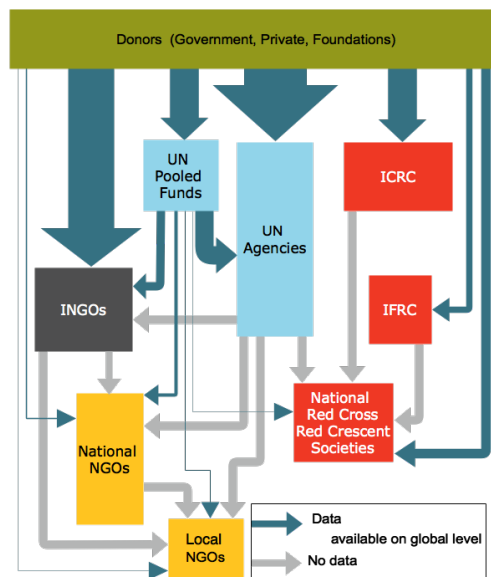 Donors (Government, Private, Foundations)
UN
Pooled
Funds
UN
Agencies
ICRC
INGOs
IFRC
National
Red Cross
Red Crescent
Societies
National
NGOs
Local
NGOs
Data
available on global level
No data